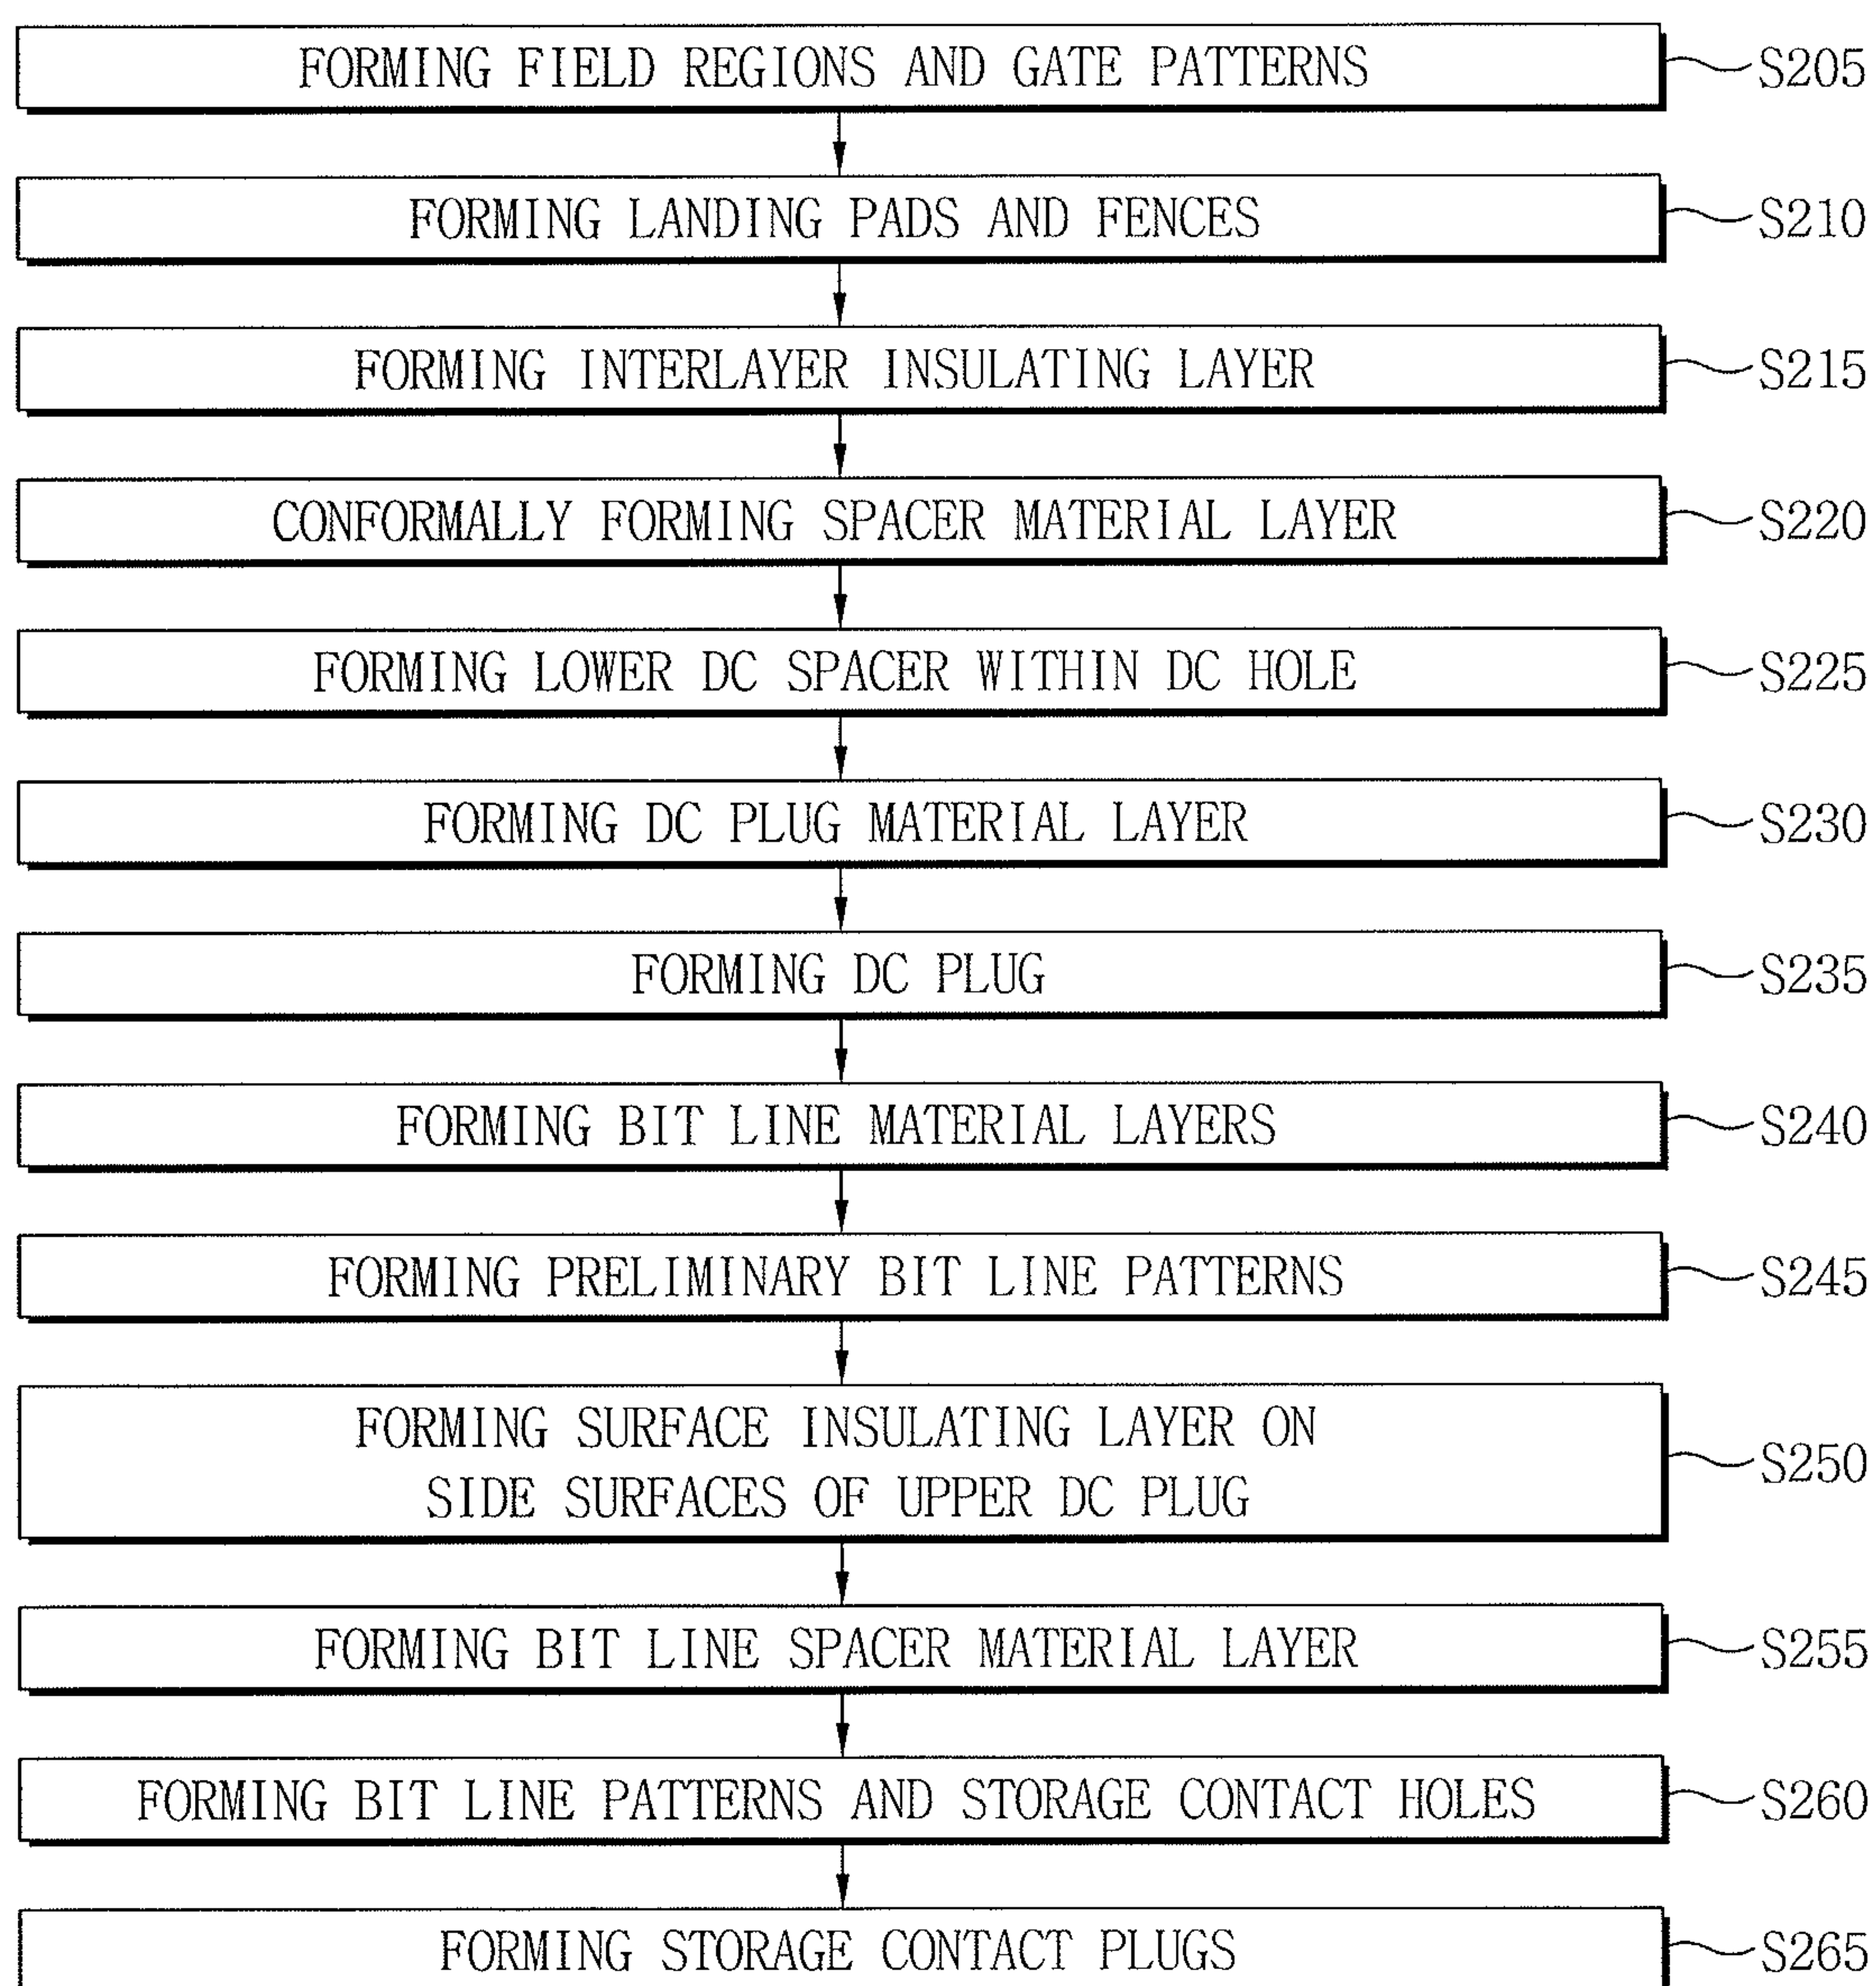 FORMING FIELD REGIONS AND GATE PATTERNS S205
FORMING LANDING PADS AND FENCES S210
FORMING INTERLAYER INSULATING LAYER S215
CONFORMALLY FORMING SPACER MATERIAL LAYER S220
FORMING LOWER DC SPACER WITHIN DC HOLE S225
FORMING DC PLUG MATERIAL LAYER S230
FORMING DC PLUG S235
FORMING BIT LINE MATERIAL LAYERS S240
FORMING PRELIMINARY BIT LINE PATTERNS S245
FORMING SURFACE INSULATING LAYER ON
SIDE SURFACES OF UPPER DC PLUG S250
FORMING BIT LINE SPACER MATERIAL LAYER S255
FORMING BIT LINE PATTERNS AND STORAGE CONTACT HOLES S260
FORMING STORAGE CONTACT PLUGS S265